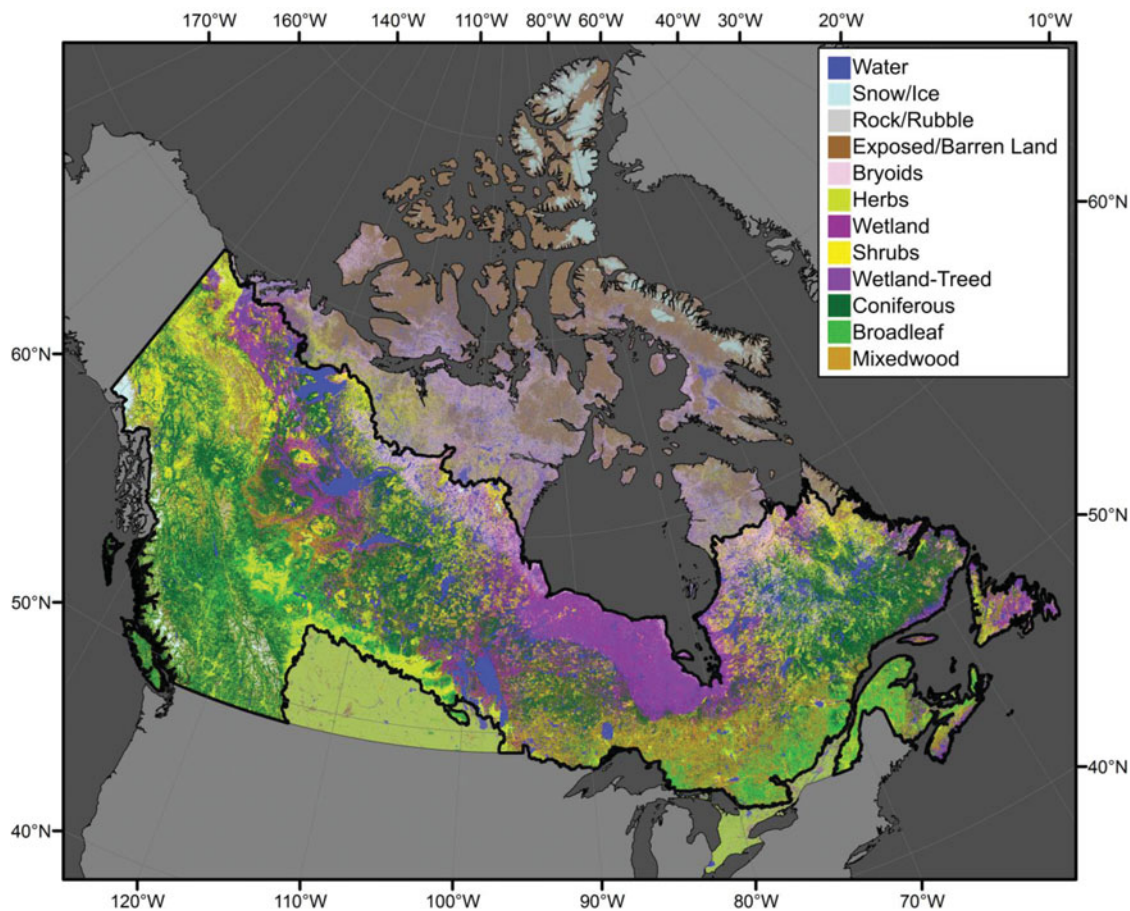 170°W 160°W 140°W 110°W 80°W 60°W 40°W 30°W 20°W 10°W
Water
Snow/Ice
Rock/Rubble
Exposed/Barren Land
Bryoids
Herbs
Wetland
Shrubs
Wetland-Treed
Coniferous
Broadleaf
Mixedwood
60°N
60°N
50°N
50°N
40°N
40°N
120°W 110°W 100°W 90°W 80°W 70°W